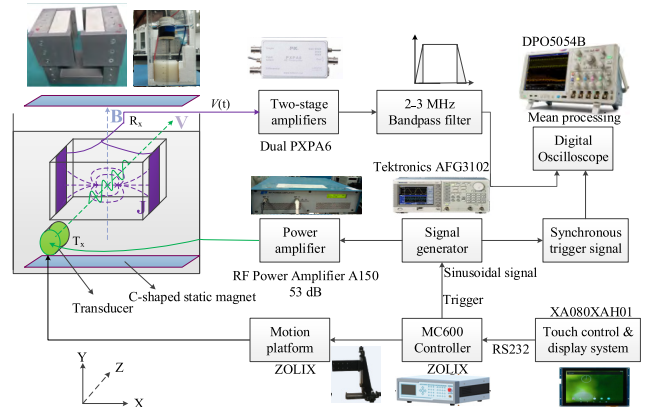 DPO5054B
B
V(t)
Rx
V
Two-stage
amplifiers
Dual PXPA6
2–3 MHz
Bandpass filter
Mean processing
Digital
Oscilloscope
Tektronics AFG3102
J
Tx
Power
amplifier
Signal
generator
Synchronous
trigger signal
RF Power Amplifier A150
53 dB
Sinusoidal signal
C-shaped static magnet
Transducer
Trigger
XA080XAH01
Motion
platform
MC600
Controller
RS232
Touch control &
display system
ZOLIX
ZOLIX
Y
Z
X